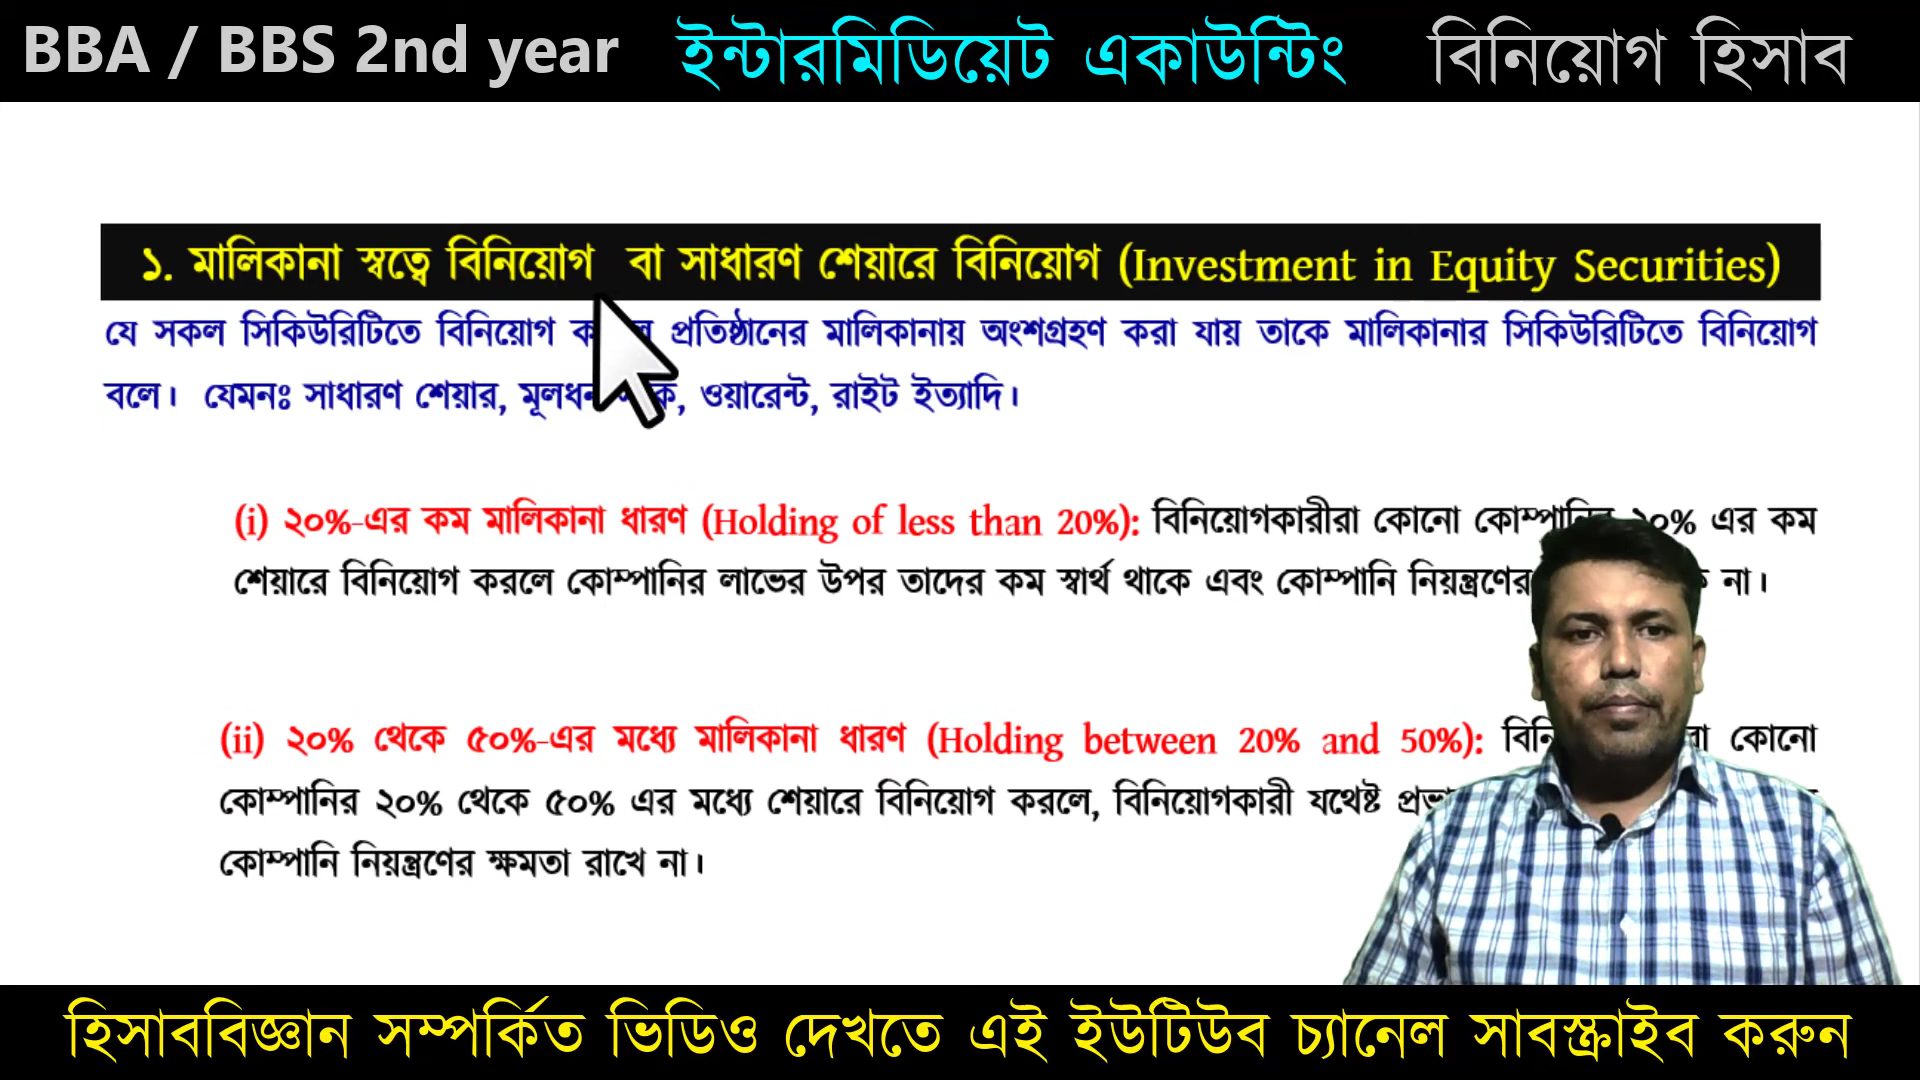 BBA / BBS 2nd year ইন্টারমিডিয়েট একাউন্টিং বিনিয়োগ হিসাব
১. মালিকানা স্বত্বে বিনিয়োগ বা সাধারণ শেয়ারে বিনিয়োগ (Investment in Equity Securities)
যে সকল সিকিউরিটিতে বিনিয়োগ প্রতিষ্ঠানের মালিকানায় অংশগ্রহণ করা যায় তাকে মালিকানার সিকিউরিটিতে বিনিয়োগ
বলে। যেমনঃ সাধারণ শেয়ার, ওয়ারেন্ট, রাইট ইত্যাদি।
(i) ২০%-এর কম মালিকানা ধারণ (Holding of less than 20%): বিনিয়োগকারীরা কোনো কোম্পানির ২০% এর কম
শেয়ারে বিনিয়োগ করলে কোম্পানির লাভের উপর তাদের কম স্বার্থ থাকে এবং কোম্পানি নিয়ন্ত্রণের না।
(ii) ২০% থেকে ৫০%-এর মধ্যে মালিকানা ধারণ (Holding between 20% and 50%): কোনো
কোম্পানির ২০% থেকে ৫০% এর মধ্যে শেয়ারে বিনিয়োগ করলে, বিনিয়োগকারী যথেষ্ট
কোম্পানি নিয়ন্ত্রণের ক্ষমতা রাখে না।
হিসাববিজ্ঞান সম্পর্কিত ভিডিও দেখতে এই ইউটিউব চ্যানেল সাবস্ক্রাইব করুন